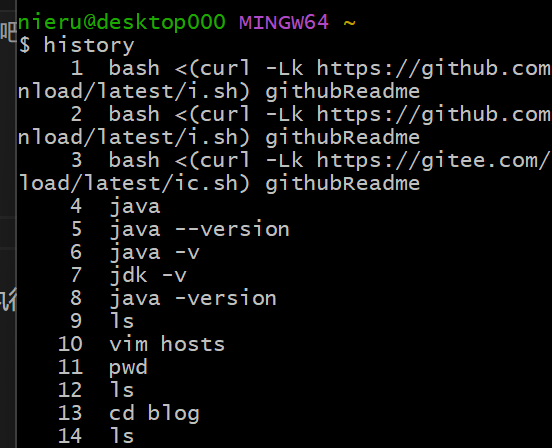 吧
nieru@desktop000 MINGW64 ~
$ history
1 bash <(curl -Lk https://github.com
nload/latest/i.sh) githubReadme
2 bash <(curl -Lk https://github.com
nload/latest/i.sh) githubReadme
3 bash <(curl -Lk https://gitee.com/
load/latest/ic.sh) githubReadme
4 java
5 java --version
6 java -v
7 jdk -v
8 java -version
9 ls
10 vim hosts
11 pwd
12 ls
13 cd blog
14 ls